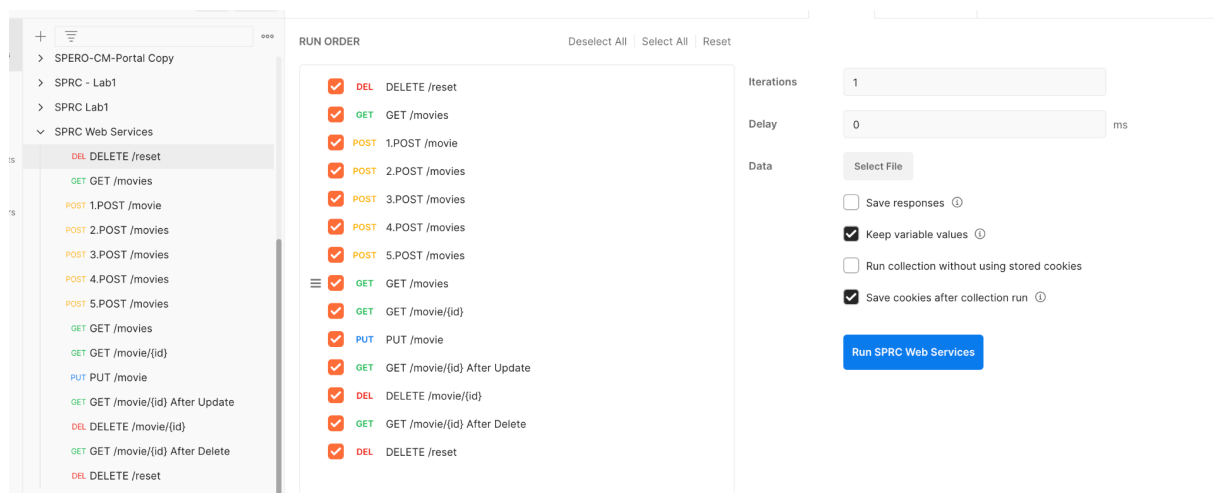 SPERO-CM-Portal Copy
SPRC - Lab1
SPRC Lab1
SPRC Web Services
DEL DELETE /reset
GET GET /movies
POST 1.POST /movie
POST 2.POST /movies
POST 3.POST /movies
POST 4.POST /movies
POST 5.POST /movies
GET GET /movies
GET GET /movie/{id}
PUT PUT /movie
GET GET /movie/{id} After Update
DEL DELETE /movie/{id}
GET GET /movie/{id} After Delete
DEL DELETE /reset
RUN ORDER Deselect All Select All Reset
DEL DELETE /reset
GET GET /movies
POST 1.POST /movie
POST 2.POST /movies
POST 3.POST /movies
POST 4.POST /movies
POST 5.POST /movies
GET GET /movies
GET GET /movie/{id}
PUT PUT /movie
GET GET /movie/{id} After Update
DEL DELETE /movie/{id}
GET GET /movie/{id} After Delete
DEL DELETE /reset
Iterations 1
Delay 0 ms
Data Select File
Save responses
Keep variable values
Run collection without using stored cookies
Save cookies after collection run
Run SPRC Web Services